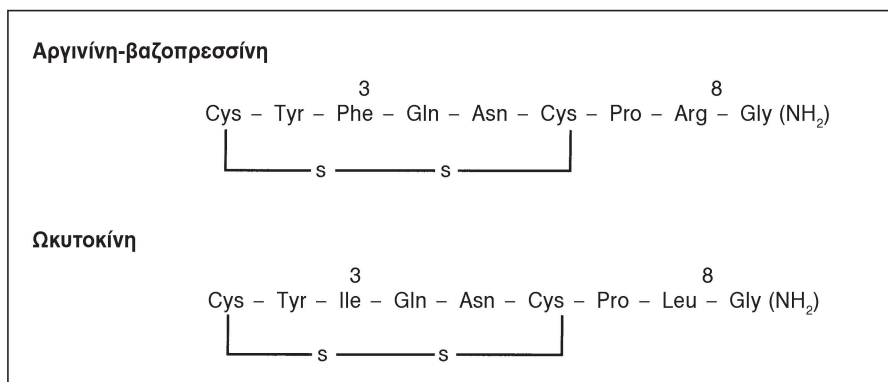 Αργινίνη-βαζοπρεσσίνη
3 8
Cys – Tyr – Phe – Gln – Asn – Cys – Pro – Arg – Gly (NH₂)
S S
Ωκυτοκίνη
3 8
Cys – Tyr – Ile – Gln – Asn – Cys – Pro – Leu – Gly (NH₂)
S S